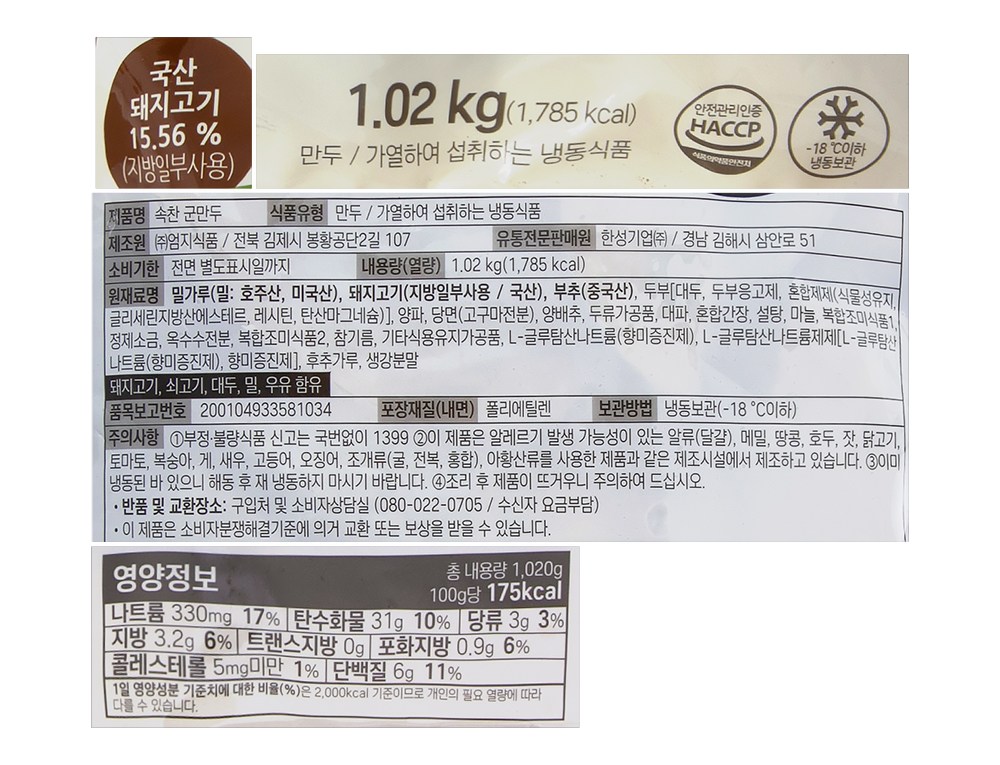 국산
돼지고기
15.56 %
(지방일부사용)
1.02 kg(1,785 kcal)
만두 / 가열하여 섭취하는 냉동식품
안전관리인증
HACCP
식품의약품안전처
-18 ℃이하
냉동보관
제품명 속찬 군만두 식품유형 만두 / 가열하여 섭취하는 냉동식품
제조원 ㈜엄지식품 / 전북 김제시 봉황공단2길 107 유통전문판매원 한성기업㈜ / 경남 김해시 삼안로 51
소비기한 전면 별도표시일까지 내용량(열량) 1.02 kg(1,785 kcal)
원재료명 밀가루(밀: 호주산, 미국산), 돼지고기(지방일부사용 / 국산), 부추(중국산), 두부[대두, 두부응고제, 혼합제제(식물성유지,
글리세린지방산에스테르, 레시틴, 탄산마그네슘)], 양파, 당면(고구마전분), 양배추, 두류가공품, 대파, 혼합간장, 설탕, 마늘, 복합조미식품1,
정제소금, 옥수수전분, 복합조미식품2, 참기름, 기타식용유지가공품, L-글루탐산나트륨(향미증진제), L-글루탐산나트륨제제[L-글루탐산
나트륨(향미증진제), 향미증진제], 후추가루, 생강분말
돼지고기, 쇠고기, 대두, 밀, 우유 함유
품목보고번호 200104933581034 포장재질(내면) 폴리에틸렌 보관방법 냉동보관(-18 ℃이하)
주의사항 ①부정·불량식품 신고는 국번없이 1399 ②이 제품은 알레르기 발생 가능성이 있는 알류(달걀), 메밀, 땅콩, 호두, 잣, 닭고기,
토마토, 복숭아, 게, 새우, 고등어, 오징어, 조개류(굴, 전복, 홍합), 아황산류를 사용한 제품과 같은 제조시설에서 제조하고 있습니다. ③이미
냉동된 바 있으니 해동 후 재 냉동하지 마시기 바랍니다. ④조리 후 제품이 뜨거우니 주의하여 드십시오.
· 반품 및 교환장소: 구입처 및 소비자상담실 (080-022-0705 / 수신자 요금부담)
· 이 제품은 소비자분쟁해결기준에 의거 교환 또는 보상을 받을 수 있습니다.
영양정보 총 내용량 1,020g
100g당 175kcal
나트륨 330mg 17% 탄수화물 31g 10% 당류 3g 3%
지방 3.2g 6% 트랜스지방 0g 포화지방 0.9g 6%
콜레스테롤 5mg미만 1% 단백질 6g 11%
1일 영양성분 기준치에 대한 비율(%)은 2,000kcal 기준이므로 개인의 필요 열량에 따라
다를 수 있습니다.